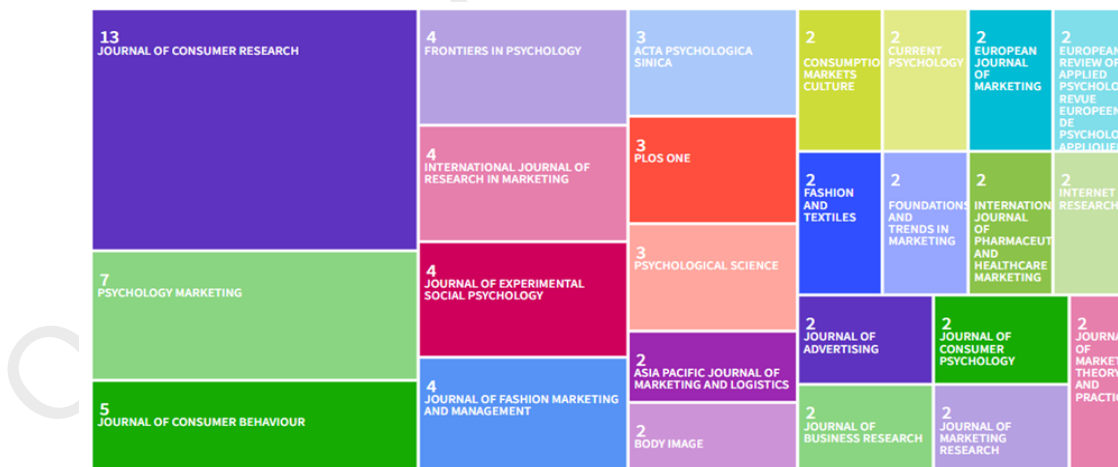 13
JOURNAL OF CONSUMER RESEARCH
7
PSYCHOLOGY MARKETING
5
JOURNAL OF CONSUMER BEHAVIOUR
4
FRONTIERS IN PSYCHOLOGY
4
INTERNATIONAL JOURNAL OF
RESEARCH IN MARKETING
4
JOURNAL OF EXPERIMENTAL
SOCIAL PSYCHOLOGY
4
JOURNAL OF FASHION MARKETING
AND MANAGEMENT
3
ACTA PSYCHOLOGICA
SINICA
3
PLOS ONE
3
PSYCHOLOGICAL SCIENCE
2
ASIA PACIFIC JOURNAL OF
MARKETING AND LOGISTICS
2
BODY IMAGE
2
CONSUMPTIO
MARKETS
CULTURE
2
CURRENT
PSYCHOLOGY
2
EUROPEAN
JOURNAL
OF
MARKETING
2
EUROPEAN
REVIEW OF
APPLIED
PSYCHOLO
REVUE
EUROPEEN
DE
PSYCHOLO
APPLIQUE
2
FASHION
AND
TEXTILES
2
FOUNDATIONS
AND
TRENDS IN
MARKETING
2
INTERNATION
JOURNAL
OF
PHARMACEUT
AND
HEALTHCARE
MARKETING
2
INTERNET
RESEARCH
2
JOURNAL OF
ADVERTISING
2
JOURNAL OF
CONSUMER
PSYCHOLOGY
2
JOURNA
OF
MARKET
THEORY
AND
PRACTIC
2
JOURNAL OF
BUSINESS RESEARCH
2
JOURNAL OF
MARKETING
RESEARCH